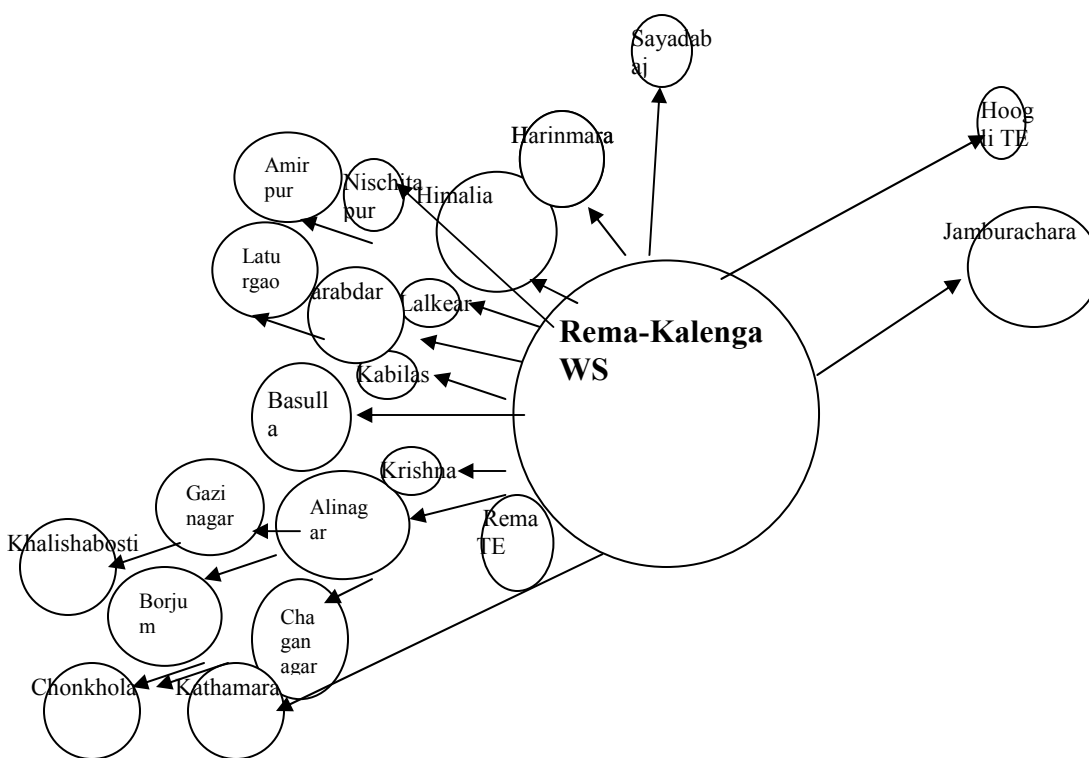 Sayadab
aj
Hoog
li TE
Harinmara
Amir
pur
Nischita
pur
Himalia
Jamburachara
Latu
rgao
arabdar
Lalkear
Rema-Kalenga
WS
Kabilas
Basull
a
Krishna
Gazi
nagar
Alinag
ar
Rema
TE
Khalishabosti
Borju
m
Cha
gan
agar
Chonkhola
Kathamara